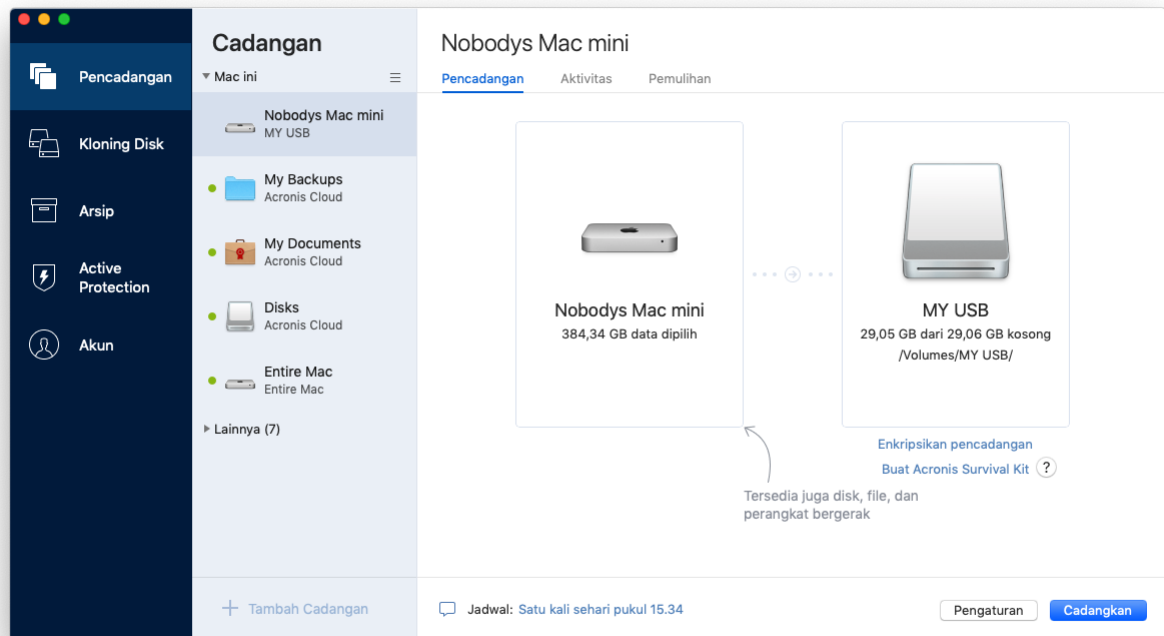 Pencadangan
Kloning Disk
Arsip
Active
Protection
Akun
Cadangan
Mac ini
Nobodys Mac mini
MY USB
My Backups
Acronis Cloud
My Documents
Acronis Cloud
Disks
Acronis Cloud
Entire Mac
Entire Mac
Lainnya (7)
Tambah Cadangan
Nobodys Mac mini
Pencadangan Aktivitas Pemulihan
Nobodys Mac mini
384,34 GB data dipilih
MY USB
29,05 GB dari 29,06 GB kosong
/Volumes/MY USB/
Enkripsikan pencadangan
Buat Acronis Survival Kit ?
Tersedia juga disk, file, dan
perangkat bergerak
Jadwal: Satu kali sehari pukul 15.34
Pengaturan Cadangkan